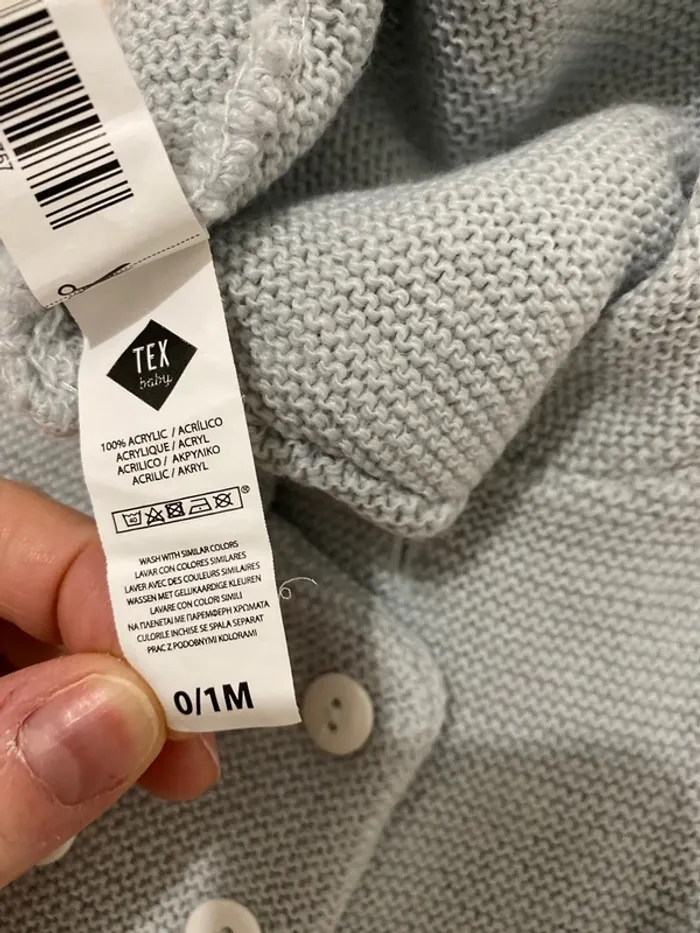 TEX
baby
100% ACRYLIC / ACRÍLICO
ACRYLIQUE / ACRYL
ACRILICO / ΑΚΡΥΛΙΚΟ
ACRILIC / AKRYL
40
®
WASH WITH SIMILAR COLORS
LAVAR CON COLORES SIMILARES
LAVER AVEC DES COULEURS SIMILAIRES
WASSEN MET GELIJKAARDIGE KLEUREN
LAVARE CON COLORI SIMILI
ΝΑ ΠΛΕΝΕΤΑΙ ΜΕ ΠΑΡΕΜΦΕΡΗ ΧΡΩΜΑΤΑ
CULORILE INCHISE SE SPALA SEPARAT
PRAC Z PODOBNYMI KOLORAMI
0/1M